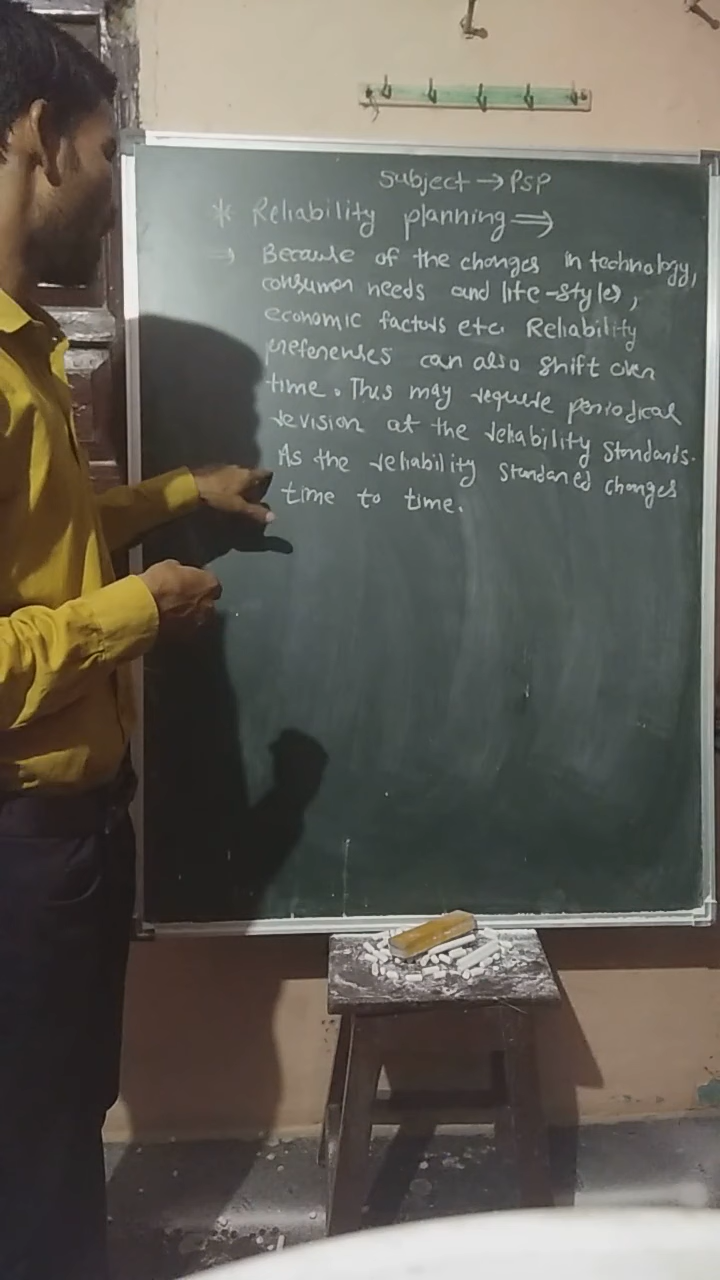 Subject → PSP
* Reliability planning ⇒
→ Because of the changes in technology,
consumer needs and life-styles,
economic factors etc. Reliability
preferenses can also shift over
time. Thus may require periodical
revision at the reliability standards.
As the reliability standared changes
time to time.